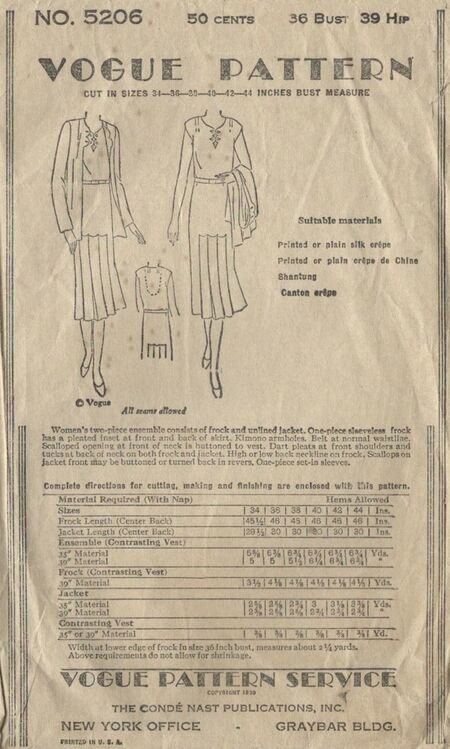 NO. 5206 50 CENTS 36 BUST 39 HIP
VOGUE PATTERN
CUT IN SIZES 34—36—38—40—42—44 INCHES BUST MEASURE
Suitable materials
Printed or plain silk crêpe
Printed or plain crêpe de Chine
Shantung
Canton crêpe
© Vogue
All seams allowed
Women's two-piece ensemble consists of frock and unlined jacket. One-piece sleeveless frock
has a pleated inset at front and back of skirt. Kimono armholes. Belt at normal waistline.
Scalloped opening at front of neck is buttoned to vest. Dart pleats at front shoulders and
tucks at back of neck on both frock and jacket. High or low back neckline on frock. Scallops on
jacket front may be buttoned or turned back in revers. One-piece set-in sleeves.
Complete directions for cutting, making and finishing are enclosed with this pattern.
Material Required (With Nap) Hems Allowed
Sizes | 34 | 36 | 38 | 40 | 42 | 44 | Ins.
Frock Length (Center Back) |45½| 46 | 46 | 46 | 46 | 46 | Ins.
Jacket Length (Center Back) |29½| 30 | 30 | 30 | 30 | 30 | Ins.
Ensemble (Contrasting Vest)
35" Material Yds.
39" Material "
Frock (Contrasting Vest)
39" Material Yds.
Jacket
35" Material Yds.
39" Material "
Contrasting Vest
35" or 39" Material Yd.
Width at lower edge of frock in size 36 inch bust, measures about 2¼ yards.
Above requirements do not allow for shrinkage.
VOGUE PATTERN SERVICE
COPYRIGHT 1930
THE CONDÉ NAST PUBLICATIONS, INC.
NEW YORK OFFICE - GRAYBAR BLDG.
PRINTED IN U. S. A.